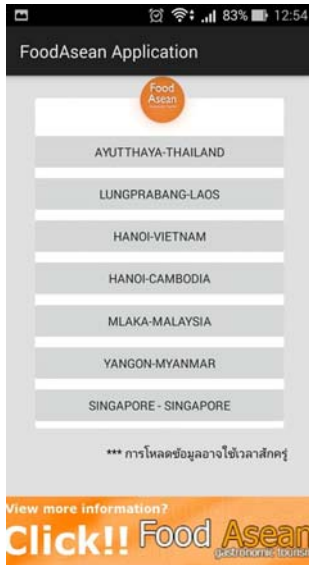 83% 12:54
FoodAsean Application
Food
Asean
AYUTTHAYA-THAILAND
LUNGPRABANG-LAOS
HANOI-VIETNAM
HANOI-CAMBODIA
MLAKA-MALAYSIA
YANGON-MYANMAR
SINGAPORE - SINGAPORE
*** การโหลดข้อมูลอาจใช้เวลาสักครู่
View more information?
Click!! Food Asean
gastronomic tourism